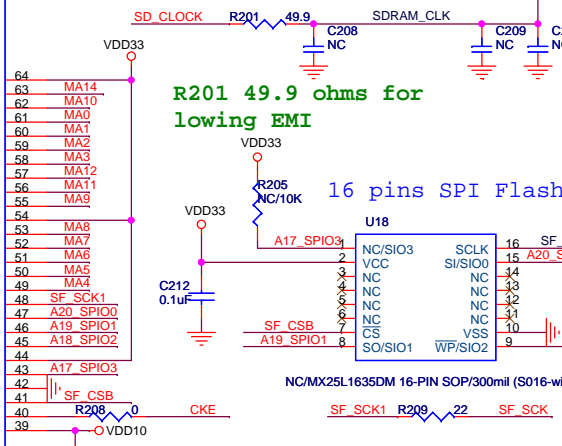 SD_CLOCK R201 49.9 SDRAM_CLK
C208
NC
C209
NC
NC
VDD33
R201 49.9 ohms for
lowing EMI
64
63 MA14
62 MA10
61 MA0
60 MA1
59 MA2
58 MA3
57 MA12
56 MA11
55 MA9
54
53 MA8
52 MA7
51 MA6
50 MA5
49 MA4
48 SF_SCK1
47 A20_SPIO0
46 A19_SPIO1
45 A18_SPIO2
44
43 A17_SPIO3
42
41 SF_CSB
40 R208 0 CKE
39 VDD10
VDD33
R205
NC/10K
VDD33
C212
0.1uF
16 pins SPI Flash
U18
A17_SPIO3 1 NC/SIO3 SCLK 16 SF_
2 VCC SI/SIO0 15 A20_S
3 NC NC 14
4 NC NC 13
5 NC NC 12
6 NC NC 11
SF_CSB 7 CS VSS 10
A19_SPIO1 8 SO/SIO1 WP/SIO2 9
NC/MX25L1635DM 16-PIN SOP/300mil (S016-wi
SF_SCK1 R209 22 SF_SCK